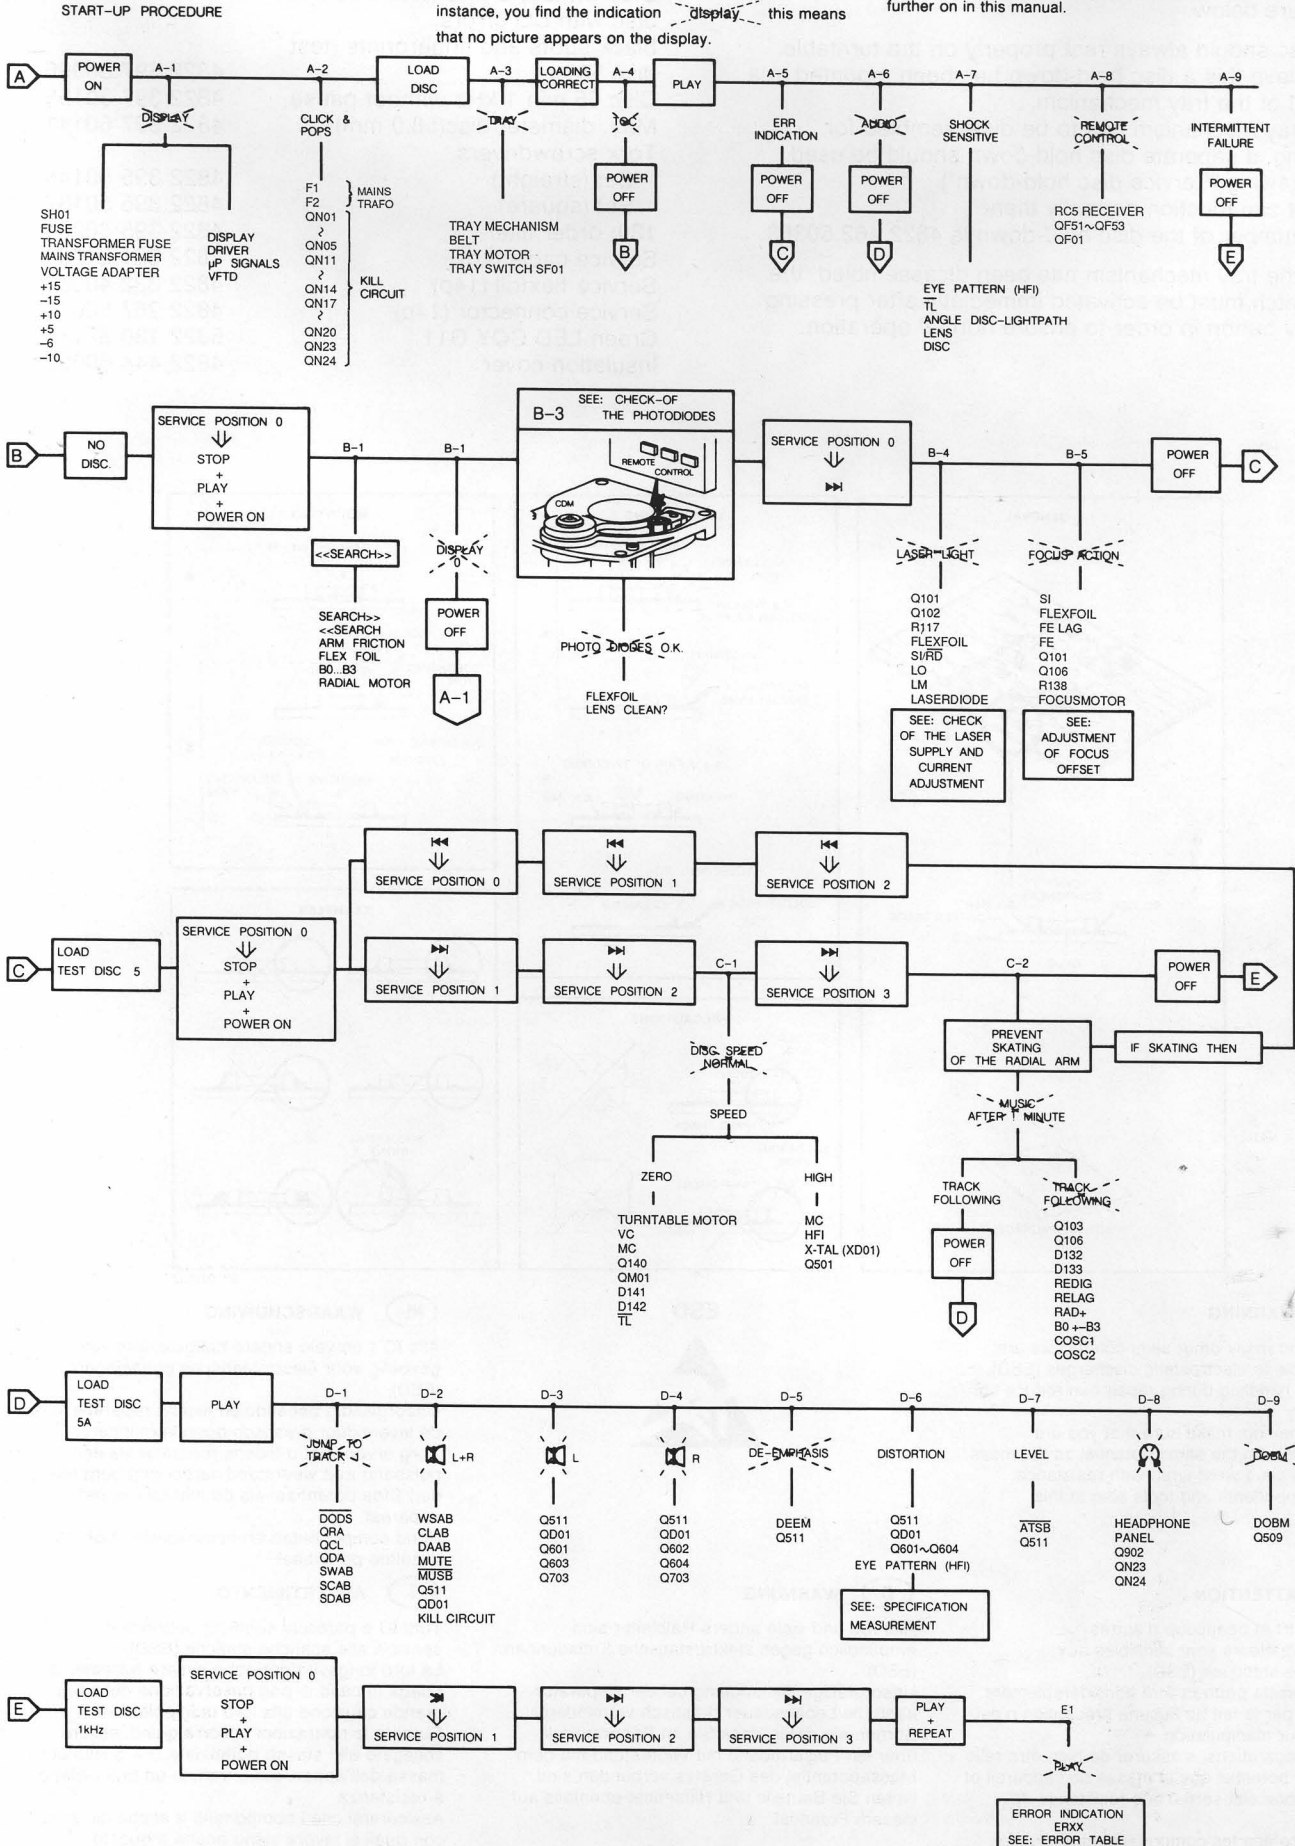 START-UP PROCEDURE
instance, you find the indication display this means
that no picture appears on the display.
further on in this manual.
A
POWER
ON
A-1
DISPLAY
SH01
FUSE
TRANSFORMER FUSE
MAINS TRANSFORMER
VOLTAGE ADAPTER
+15
-15
+10
+5
-6
-10
DISPLAY
DRIVER
µP SIGNALS
VFTD
A-2
CLICK &
POPS
F1
F2
MAINS
TRAFO
QN01
≀
QN05
QN11
≀
QN14
QN17
≀
QN20
QN23
QN24
KILL
CIRCUIT
LOAD
DISC
A-3
TRAY
TRAY MECHANISM
BELT
TRAY MOTOR
TRAY SWITCH SF01
LOADING
CORRECT
A-4
TOC
POWER
OFF
B
PLAY
A-5
ERR
INDICATION
POWER
OFF
C
A-6
AUDIO
POWER
OFF
D
A-7
SHOCK
SENSITIVE
EYE PATTERN (HFI)
T̅L̅
ANGLE DISC-LIGHTPATH
LENS
DISC
A-8
REMOTE
CONTROL
RC5 RECEIVER
QF51~QF53
QF01
A-9
INTERMITTENT
FAILURE
POWER
OFF
E
B
NO
DISC.
SERVICE POSITION 0
⇓
STOP
+
PLAY
+
POWER ON
B-1
<<SEARCH>>
SEARCH>>
<<SEARCH
ARM FRICTION
FLEX FOIL
B0...B3
RADIAL MOTOR
B-1
DISPLAY
0
POWER
OFF
A-1
B-3
SEE: CHECK-OF
THE PHOTODIODES
REMOTE
CONTROL
CDM
PHOTO DIODES O.K.
FLEXFOIL
LENS CLEAN?
SERVICE POSITION 0
⇓
▶▶|
B-4
LASER-LIGHT
Q101
Q102
R117
FLEXFOIL
SI/R̅D̅
LO
LM
LASERDIODE
SEE: CHECK
OF THE LASER
SUPPLY AND
CURRENT
ADJUSTMENT
B-5
FOCUS ACTION
SI
FLEXFOIL
FE LAG
FE
Q101
Q106
R138
FOCUSMOTOR
SEE:
ADJUSTMENT
OF FOCUS
OFFSET
POWER
OFF
C
|◀◀
⇓
SERVICE POSITION 0
|◀◀
⇓
SERVICE POSITION 1
|◀◀
⇓
SERVICE POSITION 2
C
LOAD
TEST DISC 5
SERVICE POSITION 0
⇓
STOP
+
PLAY
+
POWER ON
▶▶|
⇓
SERVICE POSITION 1
▶▶|
⇓
SERVICE POSITION 2
C-1
DISC SPEED
NORMAL
SPEED
ZERO
TURNTABLE MOTOR
VC
MC
Q140
QM01
D141
D142
T̅L̅
HIGH
MC
HFI
X-TAL (XD01)
Q501
▶▶|
⇓
SERVICE POSITION 3
C-2
PREVENT
SKATING
OF THE RADIAL ARM
IF SKATING THEN
MUSIC
AFTER 1 MINUTE
TRACK
FOLLOWING
POWER
OFF
D
TRACK
FOLLOWING
Q103
Q106
D132
D133
REDIG
RELAG
RAD+
B0+-B3
COSC1
COSC2
POWER
OFF
E
D
LOAD
TEST DISC
5A
PLAY
D-1
JUMP TO
TRACK
D̅O̅D̅S̅
QRA
QCL
QDA
SWAB
SCAB
SDAB
D-2
L+R
WSAB
CLAB
DAAB
MUTE
M̅U̅S̅B̅
Q511
QD01
KILL CIRCUIT
D-3
L
Q511
QD01
Q601
Q603
Q703
D-4
R
Q511
QD01
Q602
Q604
Q703
D-5
DE-EMPHASIS
DEEM
Q511
D-6
DISTORTION
Q511
QD01
Q601~Q604
EYE PATTERN (HFI)
SEE: SPECIFICATION
MEASUREMENT
D-7
LEVEL
A̅T̅S̅B̅
Q511
D-8
HEADPHONE
PANEL
Q902
QN23
QN24
D-9
DOBM
DOBM
Q509
E
LOAD
TEST DISC
1kHz
SERVICE POSITION 0
STOP
+
PLAY
+
POWER ON
⇓
SERVICE POSITION 1
▶▶|
⇓
SERVICE POSITION 2
▶▶|
⇓
SERVICE POSITION 3
PLAY
+
REPEAT
E1
PLAY
ERROR INDICATION
ERXX
SEE: ERROR TABLE